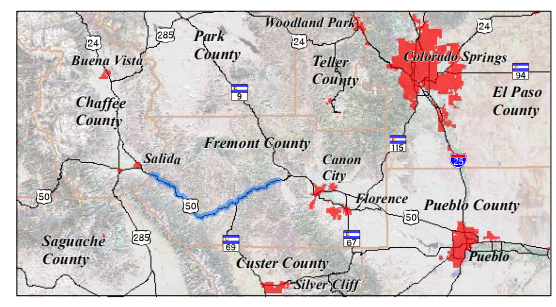 Woodland Park
24
285
Park
County
24
24
Buena Vista
Teller
County
Colorado Springs
94
9
El Paso
County
Chaffee
County
Fremont County
115
25
Salida
Canon
City
50
50
Florence
50
Pueblo County
Saguache
County
285
69
67
Custer County
Pueblo
Silver Cliff